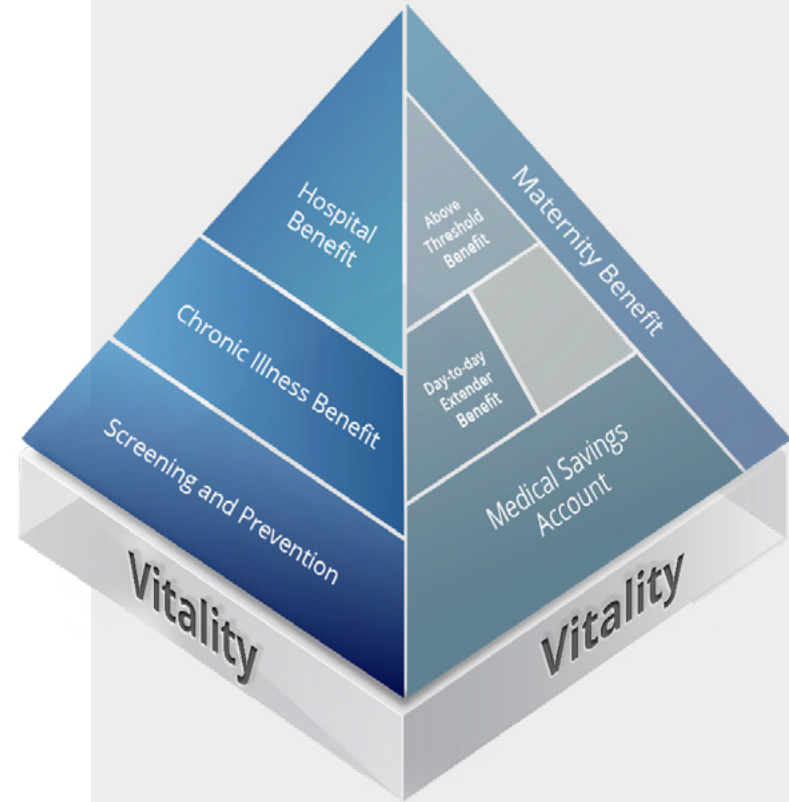 Hospital
Benefit
Chronic Illness Benefit
Screening and Prevention
Vitality
Maternity Benefit
Above
Threshold
Benefit
Day-to-day
Extender
Benefit
Medical Savings
Account
Vitality